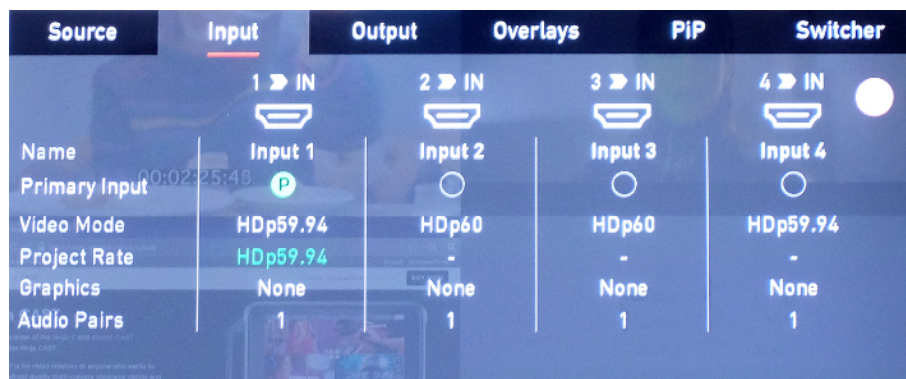 Source Input Output Overlays PiP Switcher
1 IN 2 IN 3 IN 4 IN
Name Input 1 Input 2 Input 3 Input 4
Primary Input P
00:02:25:48
Video Mode HDp59.94 HDp60 HDp60 HDp59.94
Project Rate HDp59.94 - - -
Graphics None None None None
BUY NOW
Audio Pairs 1 1 1 1